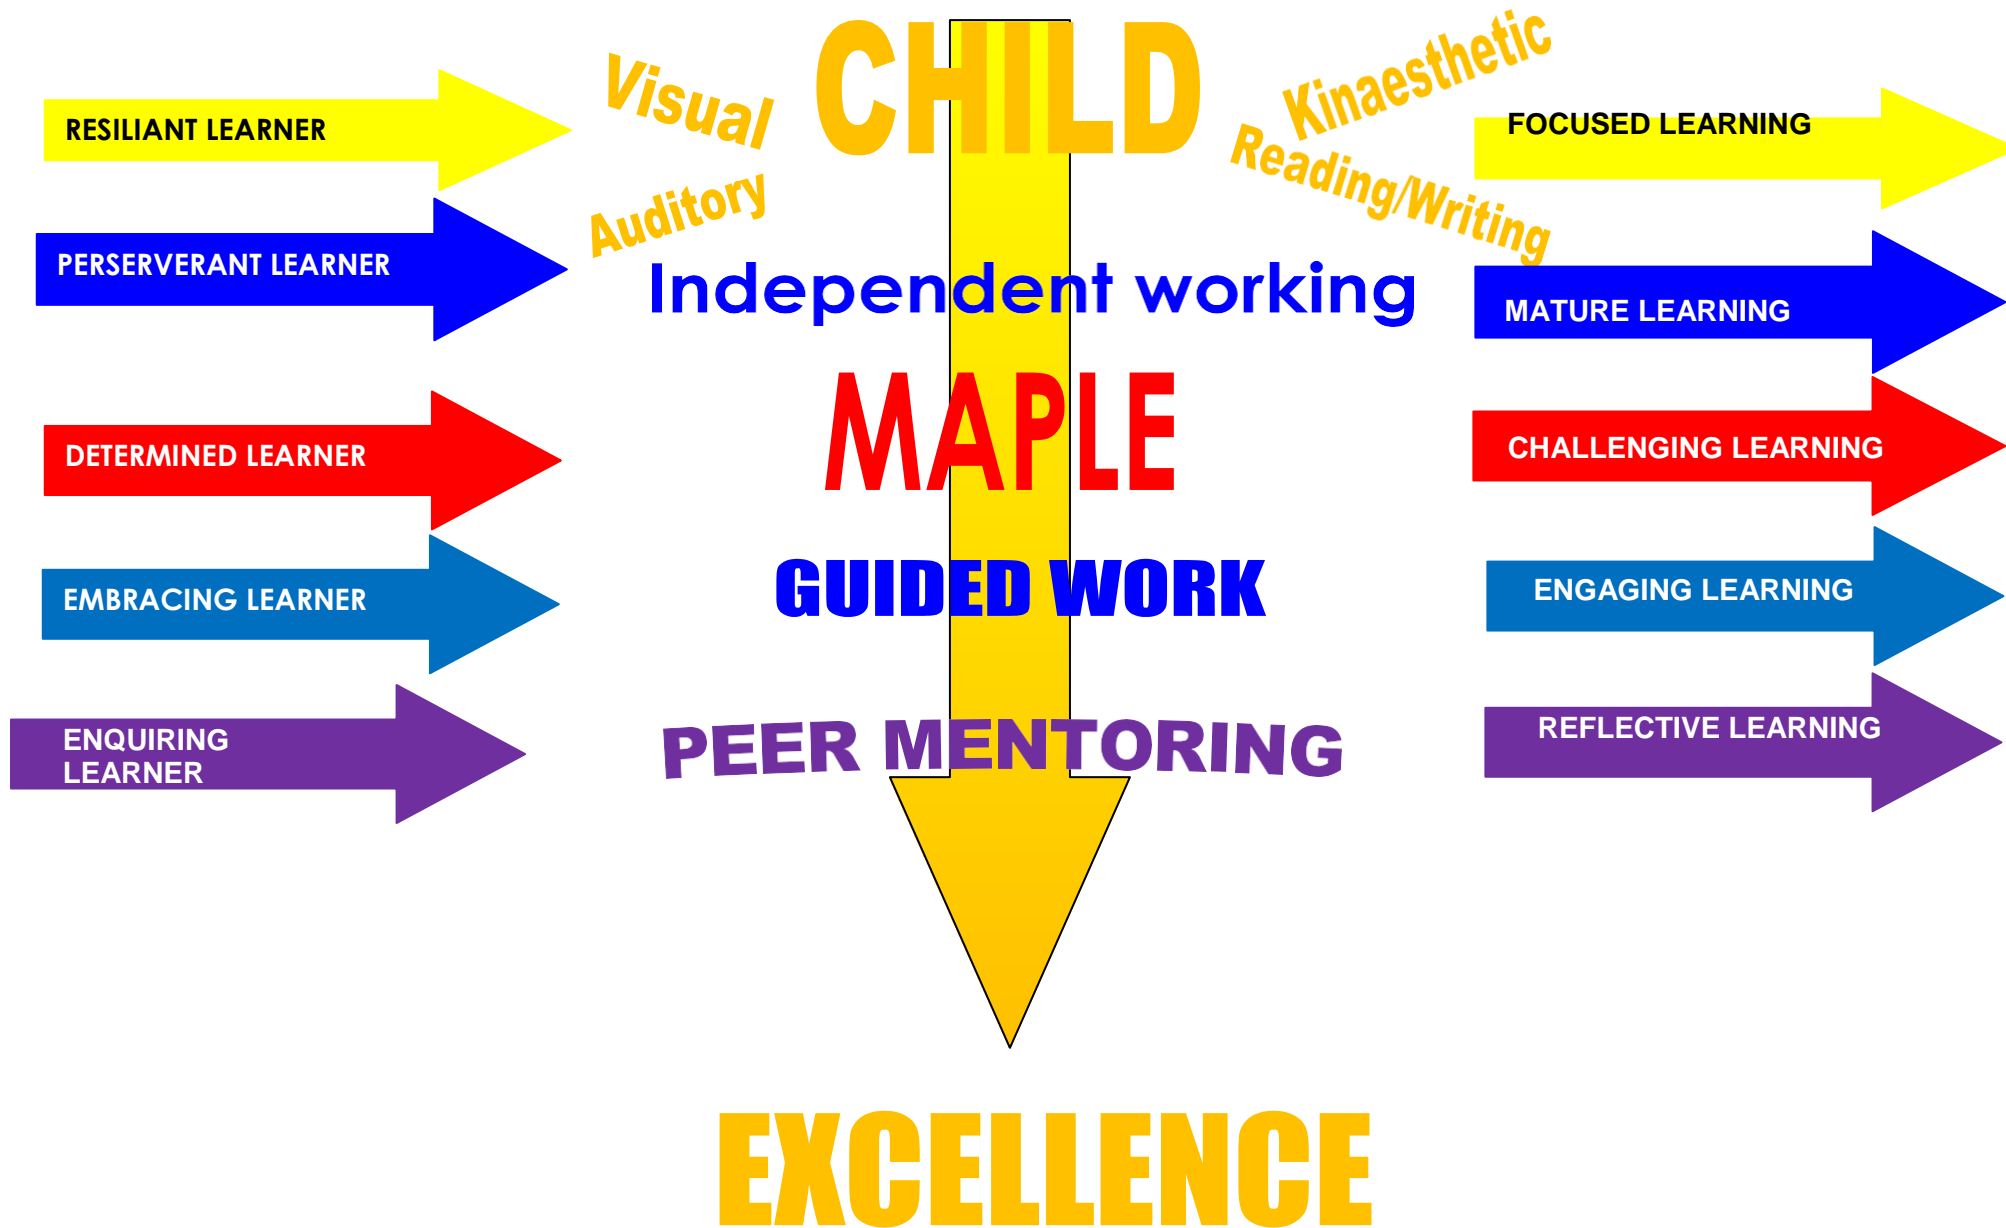 CHILD
Visual
Kinaesthetic
RESILIANT LEARNER
FOCUSED LEARNING
Auditory
Reading/Writing
PERSERVERANT LEARNER
Independent working
MATURE LEARNING
MAPLE
DETERMINED LEARNER
CHALLENGING LEARNING
EMBRACING LEARNER
GUIDED WORK
ENGAGING LEARNING
ENQUIRING
LEARNER
PEER MENTORING
REFLECTIVE LEARNING
EXCELLENCE